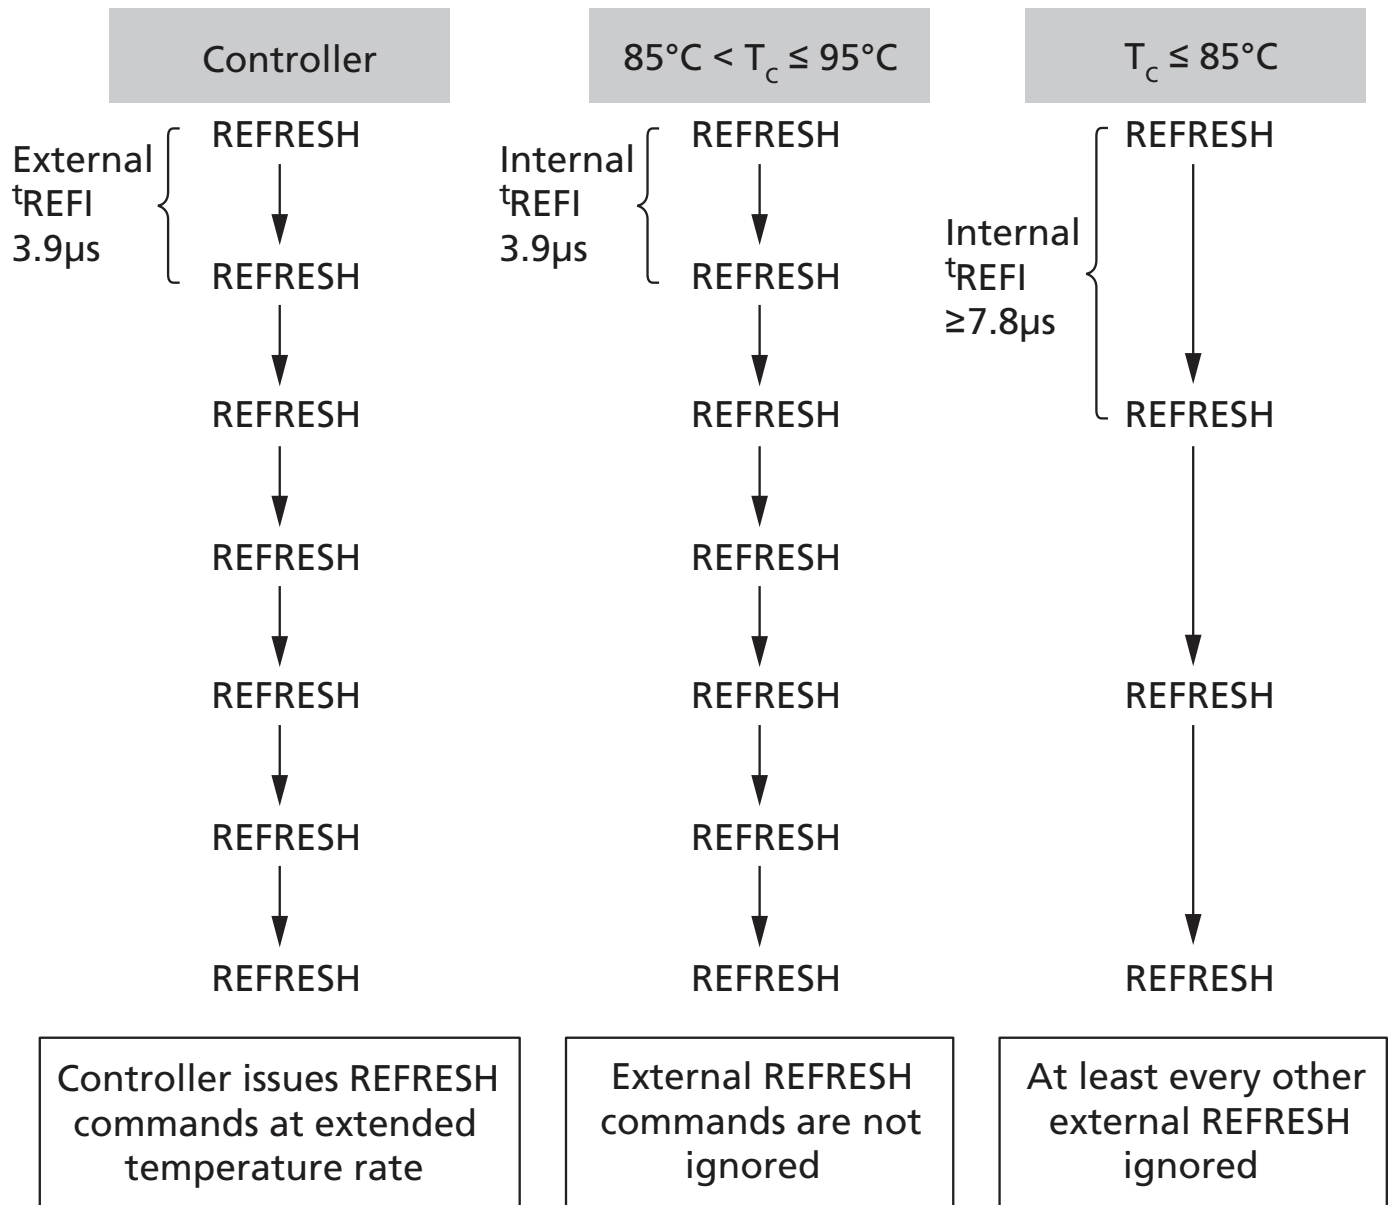 Controller
External
tREFI
3.9µs
REFRESH
REFRESH
REFRESH
REFRESH
REFRESH
REFRESH
REFRESH
Controller issues REFRESH
commands at extended
temperature rate
85°C < Tc ≤ 95°C
Internal
tREFI
3.9µs
REFRESH
REFRESH
REFRESH
REFRESH
REFRESH
REFRESH
REFRESH
External REFRESH
commands are not
ignored
Tc ≤ 85°C
Internal
tREFI
≥7.8µs
REFRESH
REFRESH
REFRESH
REFRESH
At least every other
external REFRESH
ignored